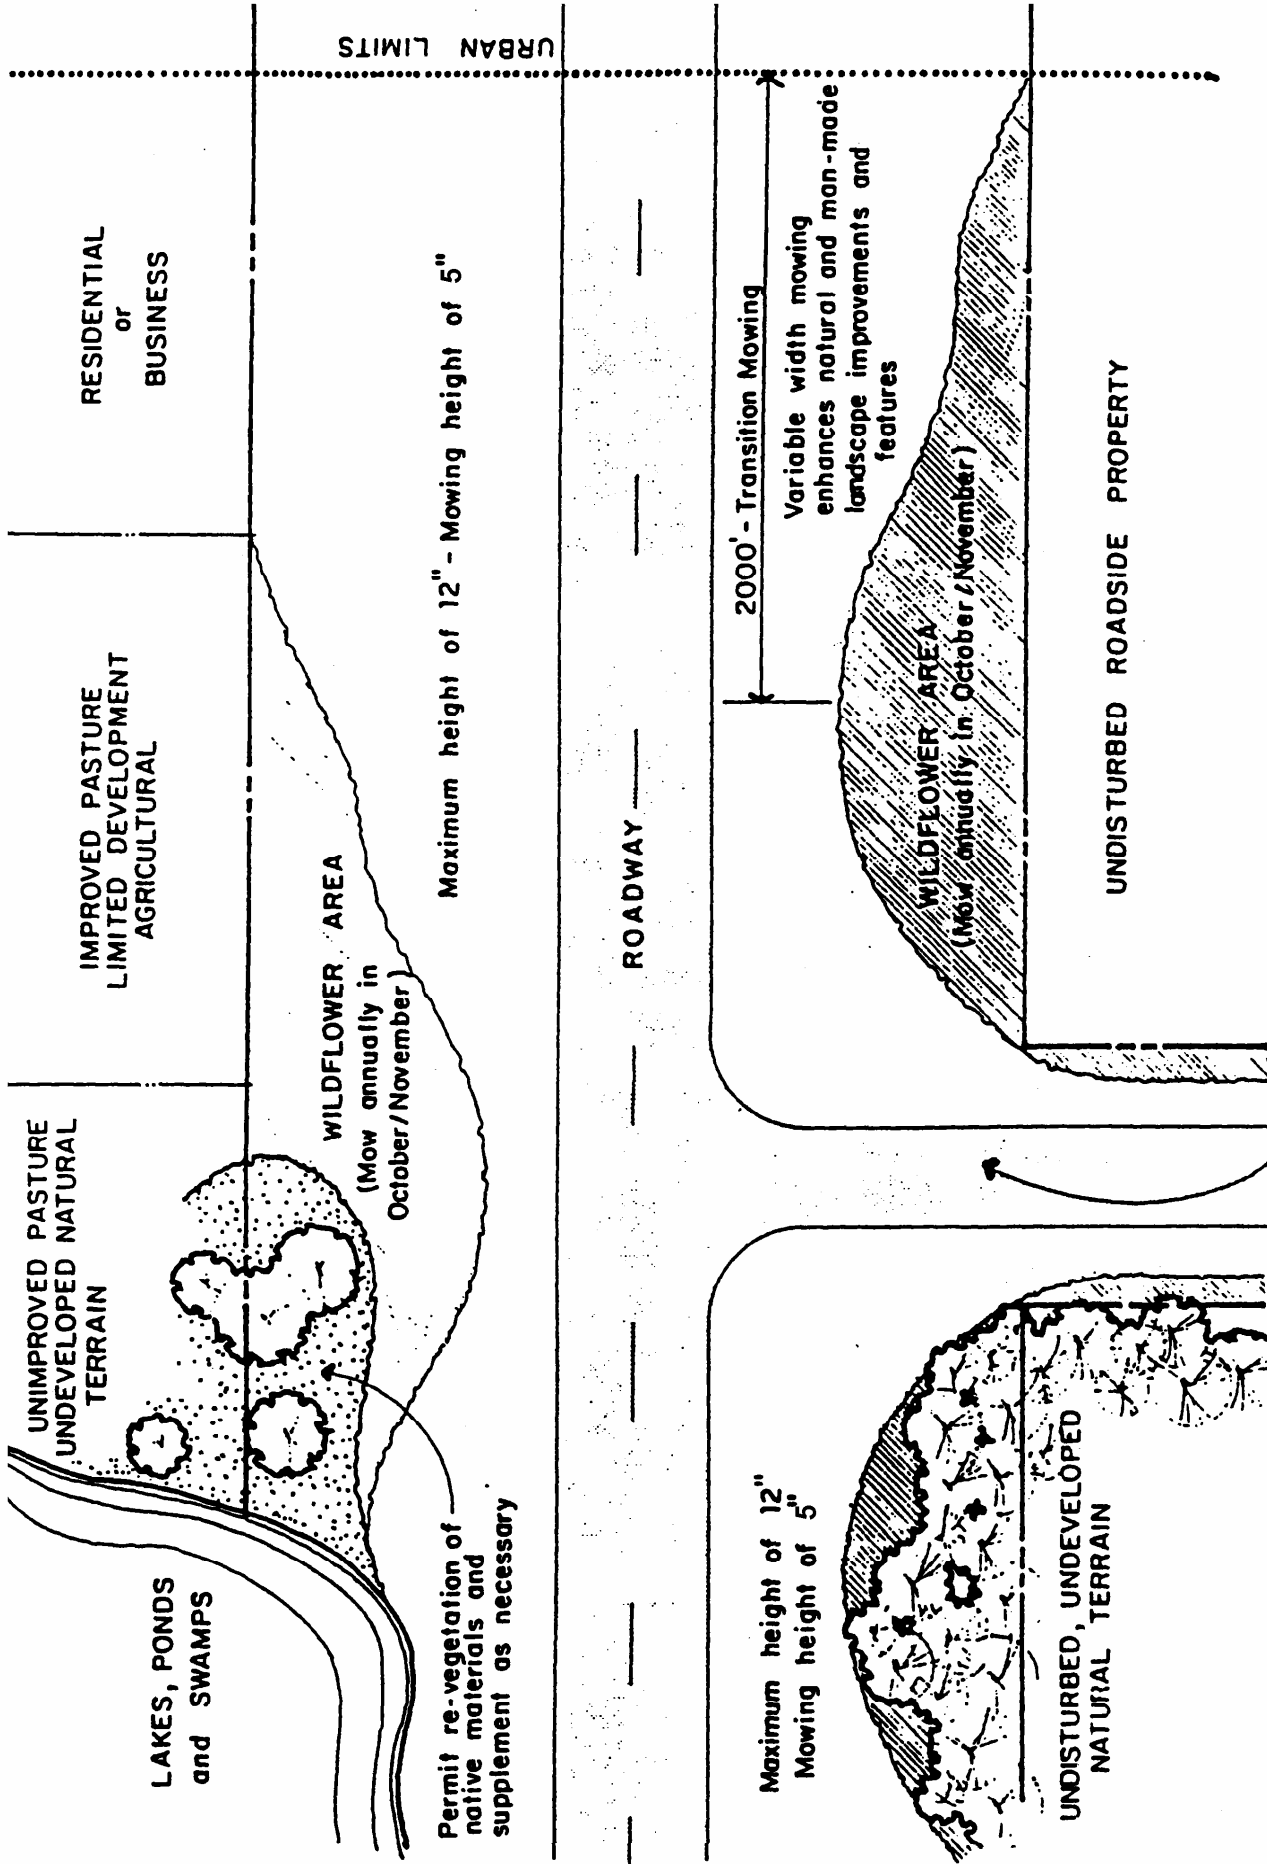 LAKES, PONDS
and SWAMPS
UNIMPROVED PASTURE
UNDEVELOPED NATURAL
TERRAIN
IMPROVED PASTURE
LIMITED DEVELOPMENT
AGRICULTURAL
RESIDENTIAL
or
BUSINESS
URBAN LIMITS
Permit re-vegetation of
native materials and
supplement as necessary
WILDFLOWER AREA
(Mow annually in
October/November)
Maximum height of 12" - Mowing height of 5"
ROADWAY
Maximum height of 12"
Mowing height of 5"
2000' - Transition Mowing
Variable width mowing
enhances natural and man-made
landscape improvements and
features
WILDFLOWER AREA
(Mow annually in October/November)
UNDISTURBED, UNDEVELOPED
NATURAL TERRAIN
UNDISTURBED ROADSIDE PROPERTY